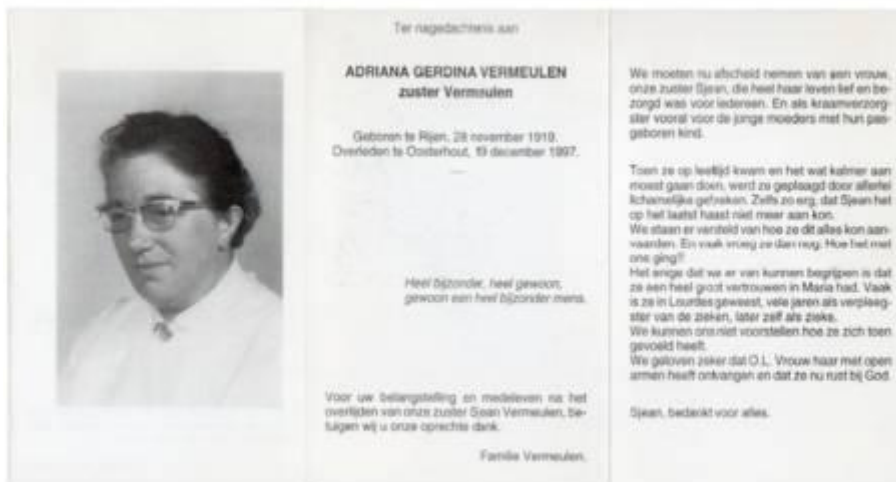 Ter nagedachtenis aan
ADRIANA GERDINA VERMEULEN
zuster Vermeulen
Geboren te Rijen, 28 november 1919.
Overleden te Oosterhout, 19 december 1997.
Heel bijzonder, heel gewoon,
gewoon een heel bijzonder mens.
Voor uw belangstelling en medeleven na het
overlijden van onze zuster Sjean Vermeulen, be-
tuigen wij u onze oprechte dank.
Familie Vermeulen.
We moeten nu afscheid nemen van een vrouw,
onze zuster Sjean, die heel haar leven lief en be-
zorgd was voor iedereen. En als kraamverzorg-
ster vooral voor de jonge moeders met hun pas-
geboren kind.
Toen ze op leeftijd kwam en het wat kalmer aan
moest gaan doen, werd ze geplaagd door allerlei
lichamelijke gebreken. Zelfs zo erg, dat Sjean het
op het laatst haast niet meer aan kon.
We staan er versteld van hoe ze dit alles kon aan-
vaarden. En vaak vroeg ze dan nog: Hoe het met
ons ging!!
Het enige dat we er van kunnen begrijpen is dat
ze een heel groot vertrouwen in Maria had. Vaak
is ze in Lourdes geweest, vele jaren als verpleeg-
ster van de zieken, later zelf als zieke.
We kunnen ons niet voorstellen hoe ze zich toen
gevoeld heeft.
We geloven zeker dat O.L. Vrouw haar met open
armen heeft ontvangen en dat ze nu rust bij God.
Sjean, bedankt voor alles.